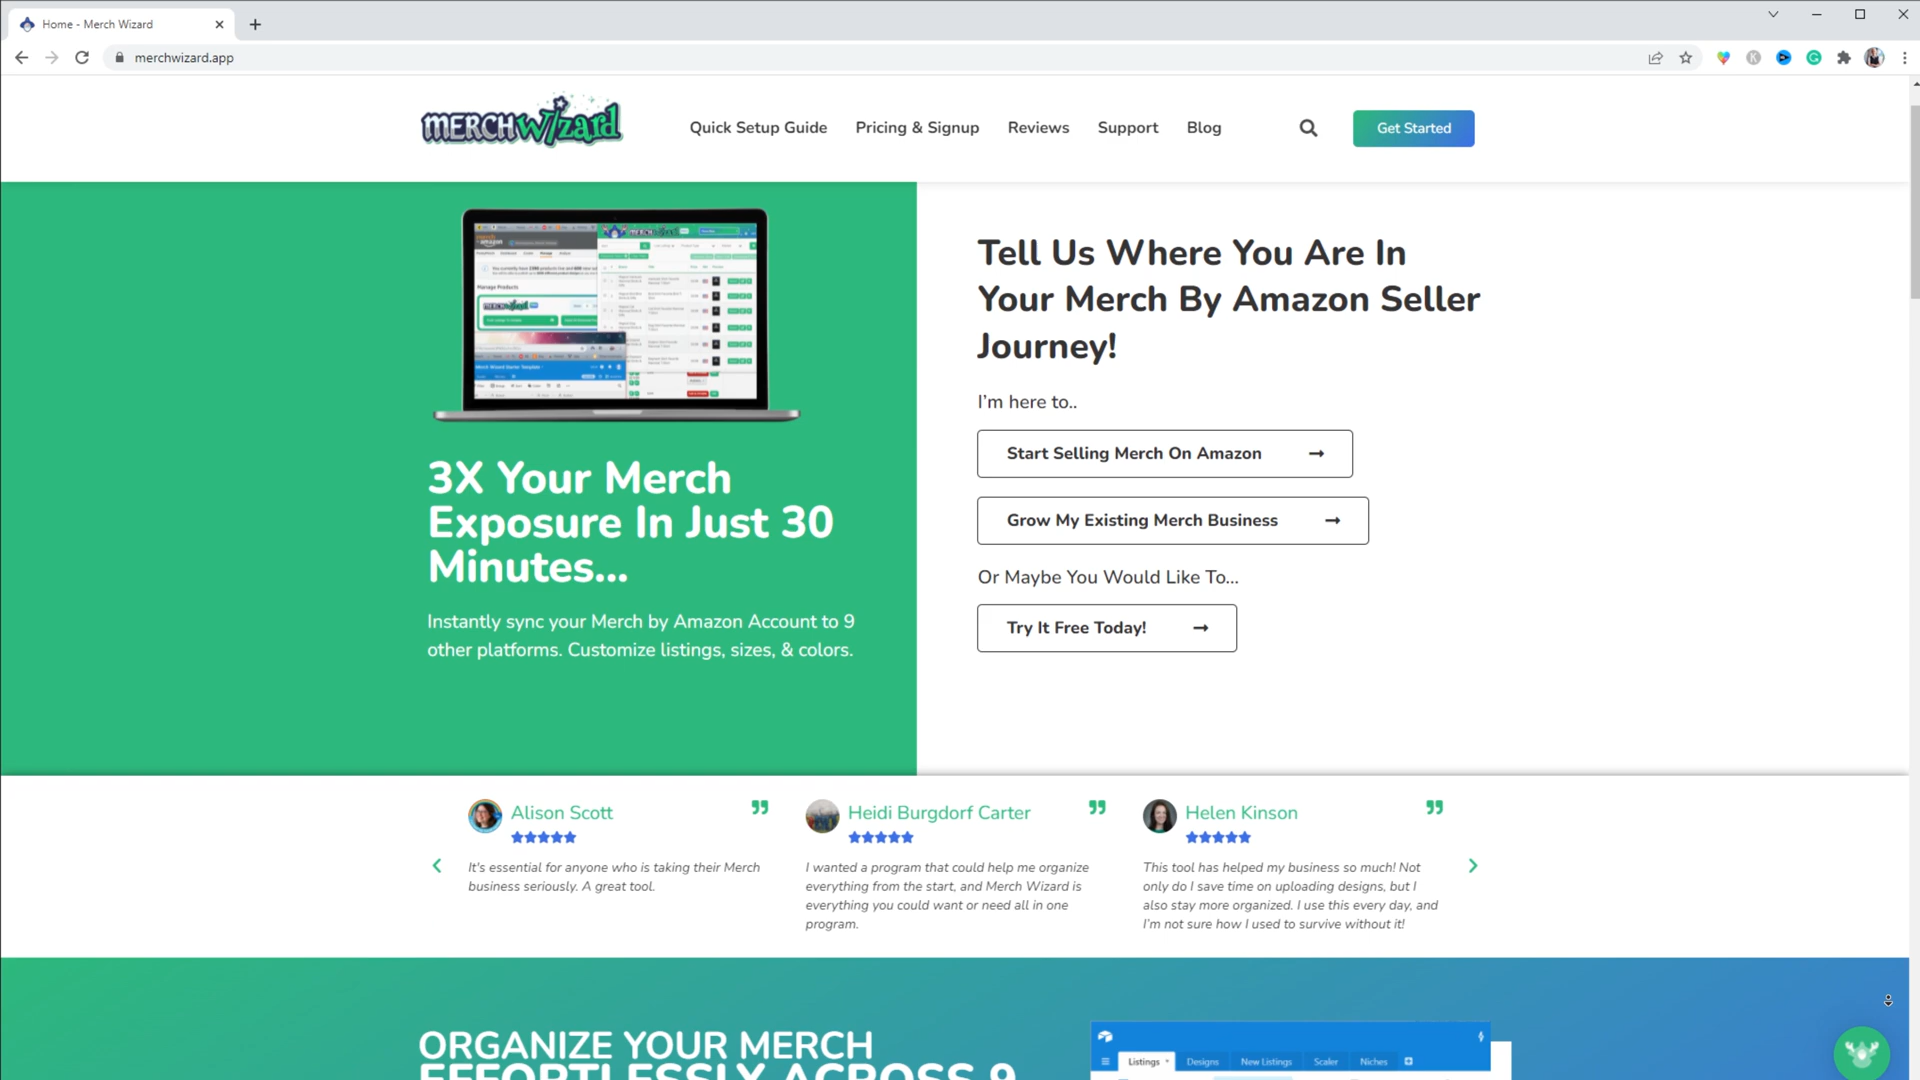 Home - Merch Wizard
merchwizard.app
MERCHWizard
Quick Setup Guide
Pricing & Signup
Reviews
Support
Blog
Get Started
3X Your Merch
Exposure In Just 30
Minutes...
Instantly sync your Merch by Amazon Account to 9
other platforms. Customize listings, sizes, & colors.
Tell Us Where You Are In
Your Merch By Amazon Seller
Journey!
I'm here to..
Start Selling Merch On Amazon
Grow My Existing Merch Business
Or Maybe You Would Like To...
Try It Free Today!
Alison Scott
It's essential for anyone who is taking their Merch
business seriously. A great tool.
Heidi Burgdorf Carter
I wanted a program that could help me organize
everything from the start, and Merch Wizard is
everything you could want or need all in one
program.
Helen Kinson
This tool has helped my business so much! Not
only do I save time on uploading designs, but I
also stay more organized. I use this every day, and
I'm not sure how I used to survive without it!
ORGANIZE YOUR MERCH
EFFORTLESSLY ACROSS 9
Listings
Designs
New Listings
Scaler
Niches